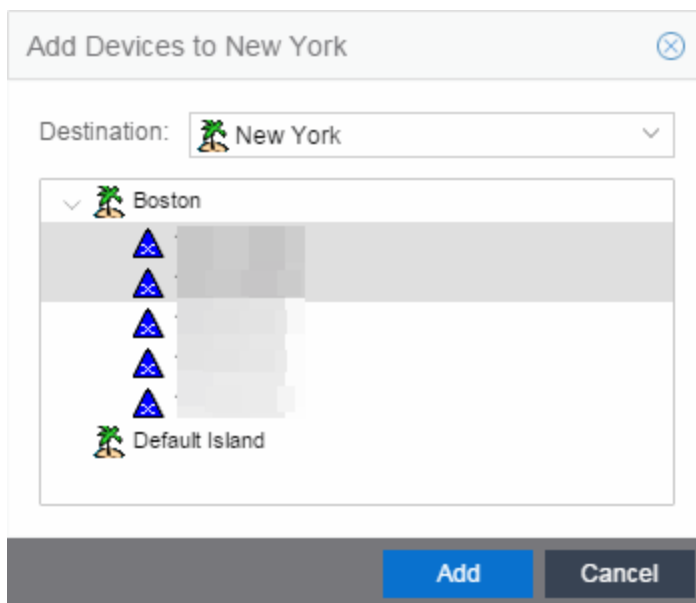 Add Devices to New York
Destination: New York
Boston
Default Island
Add Cancel